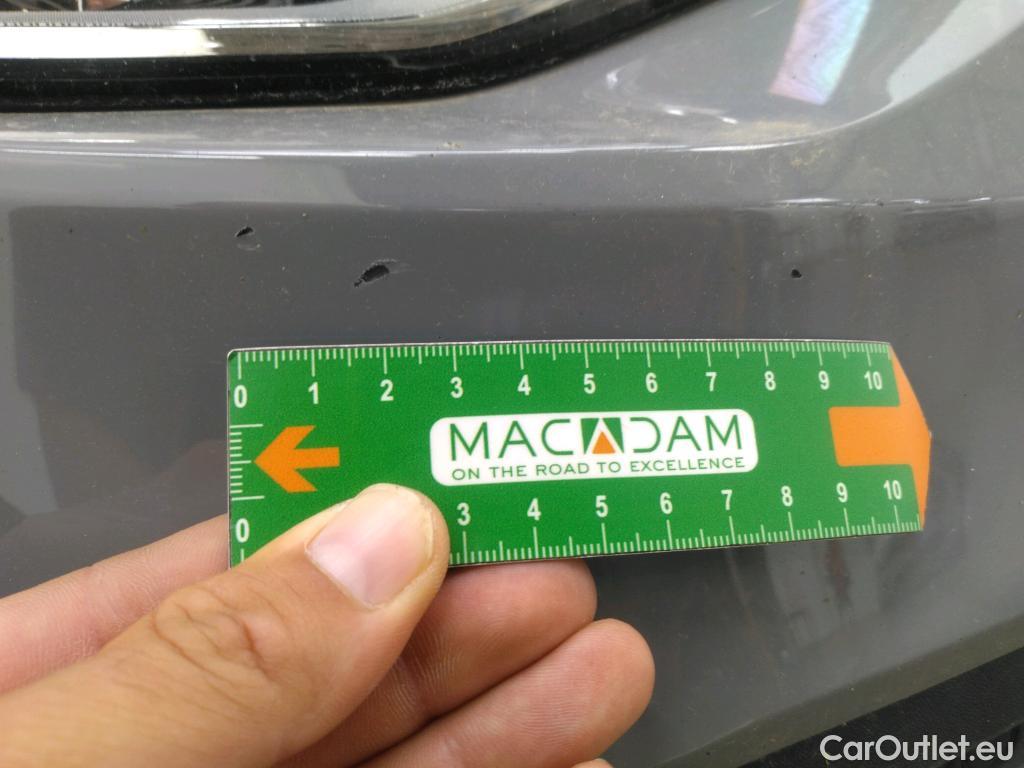 0 1 2 3 4 5 6 7 8 9 10
MACADAM
ON THE ROAD TO EXCELLENCE
0 3 4 5 6 7 8 9 10
CarOutlet.eu